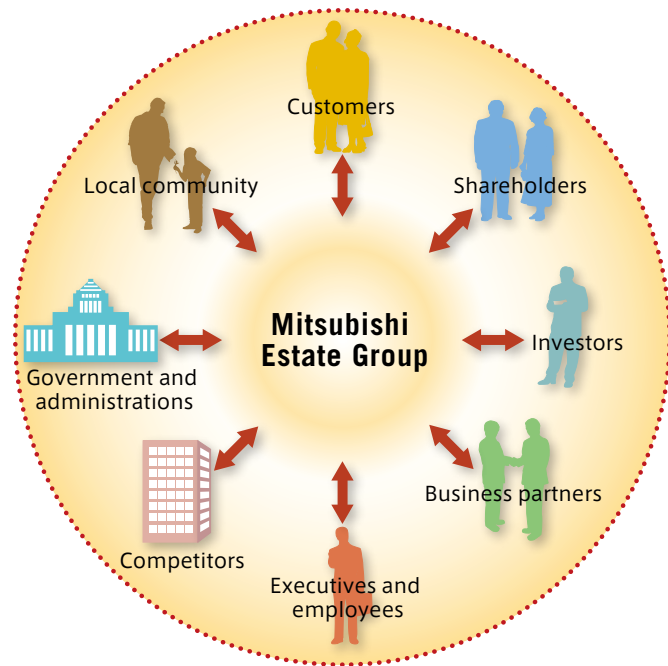 Customers
Local community
Shareholders
Mitsubishi
Estate Group
Investors
Government and
administrations
Business partners
Competitors
Executives and
employees